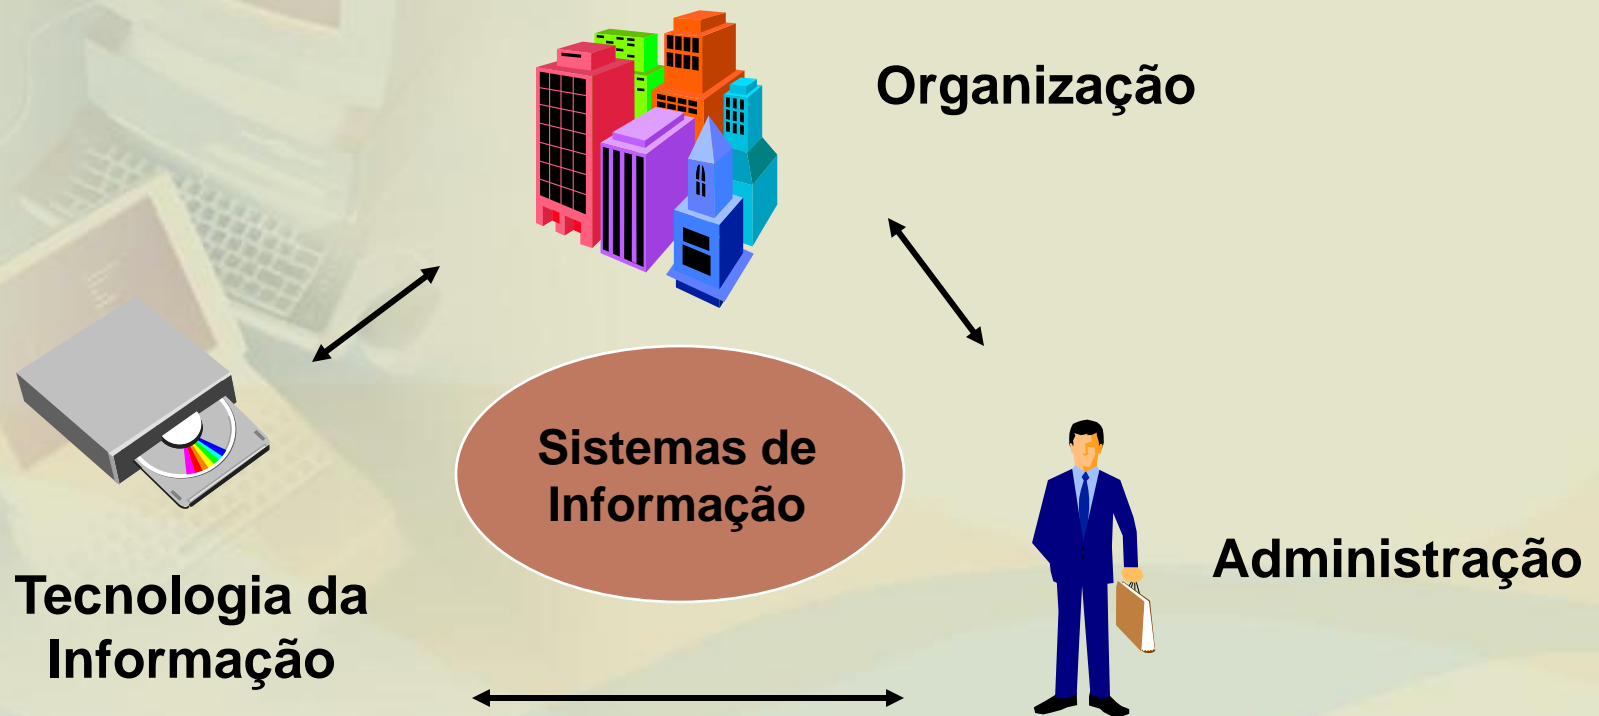 Organização
Sistemas de
Informação
Administração
Tecnologia da
Informação